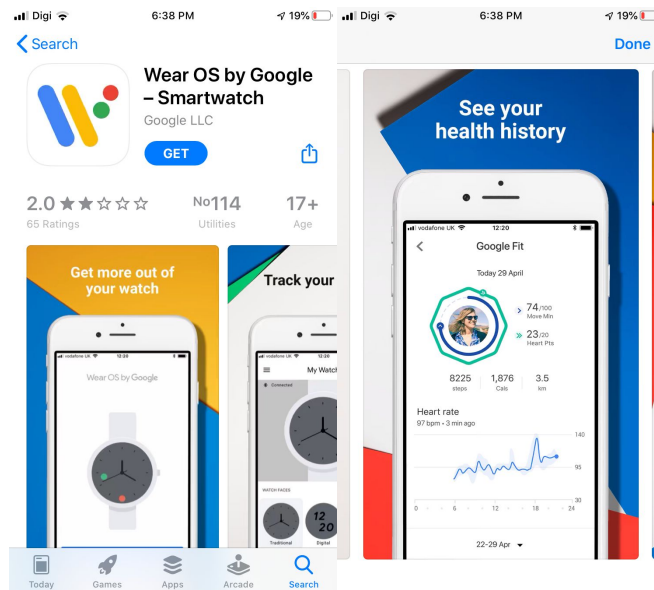 Digi
6:38 PM
19%
Search
Wear OS by Google
– Smartwatch
Google LLC
GET
2.0
65 Ratings
No114
Utilities
17+
Age
Get more out of
your watch
vodafone UK
12:20
Wear OS by Google
Track your
vodafone UK
12:20
My Watch
Connected
WATCH FACES
Traditional
Digital
12
20
Today
Games
Apps
Arcade
Search
Digi
6:38 PM
19%
Done
See your
health history
vodafone UK
12:20
Google Fit
Today 29 April
74/100
Move Min
23/20
Heart Pts
8225
steps
1,876
Cals
3.5
km
Heart rate
97 bpm • 3 min ago
140
95
30
0
6
12
18
24
22-29 Apr